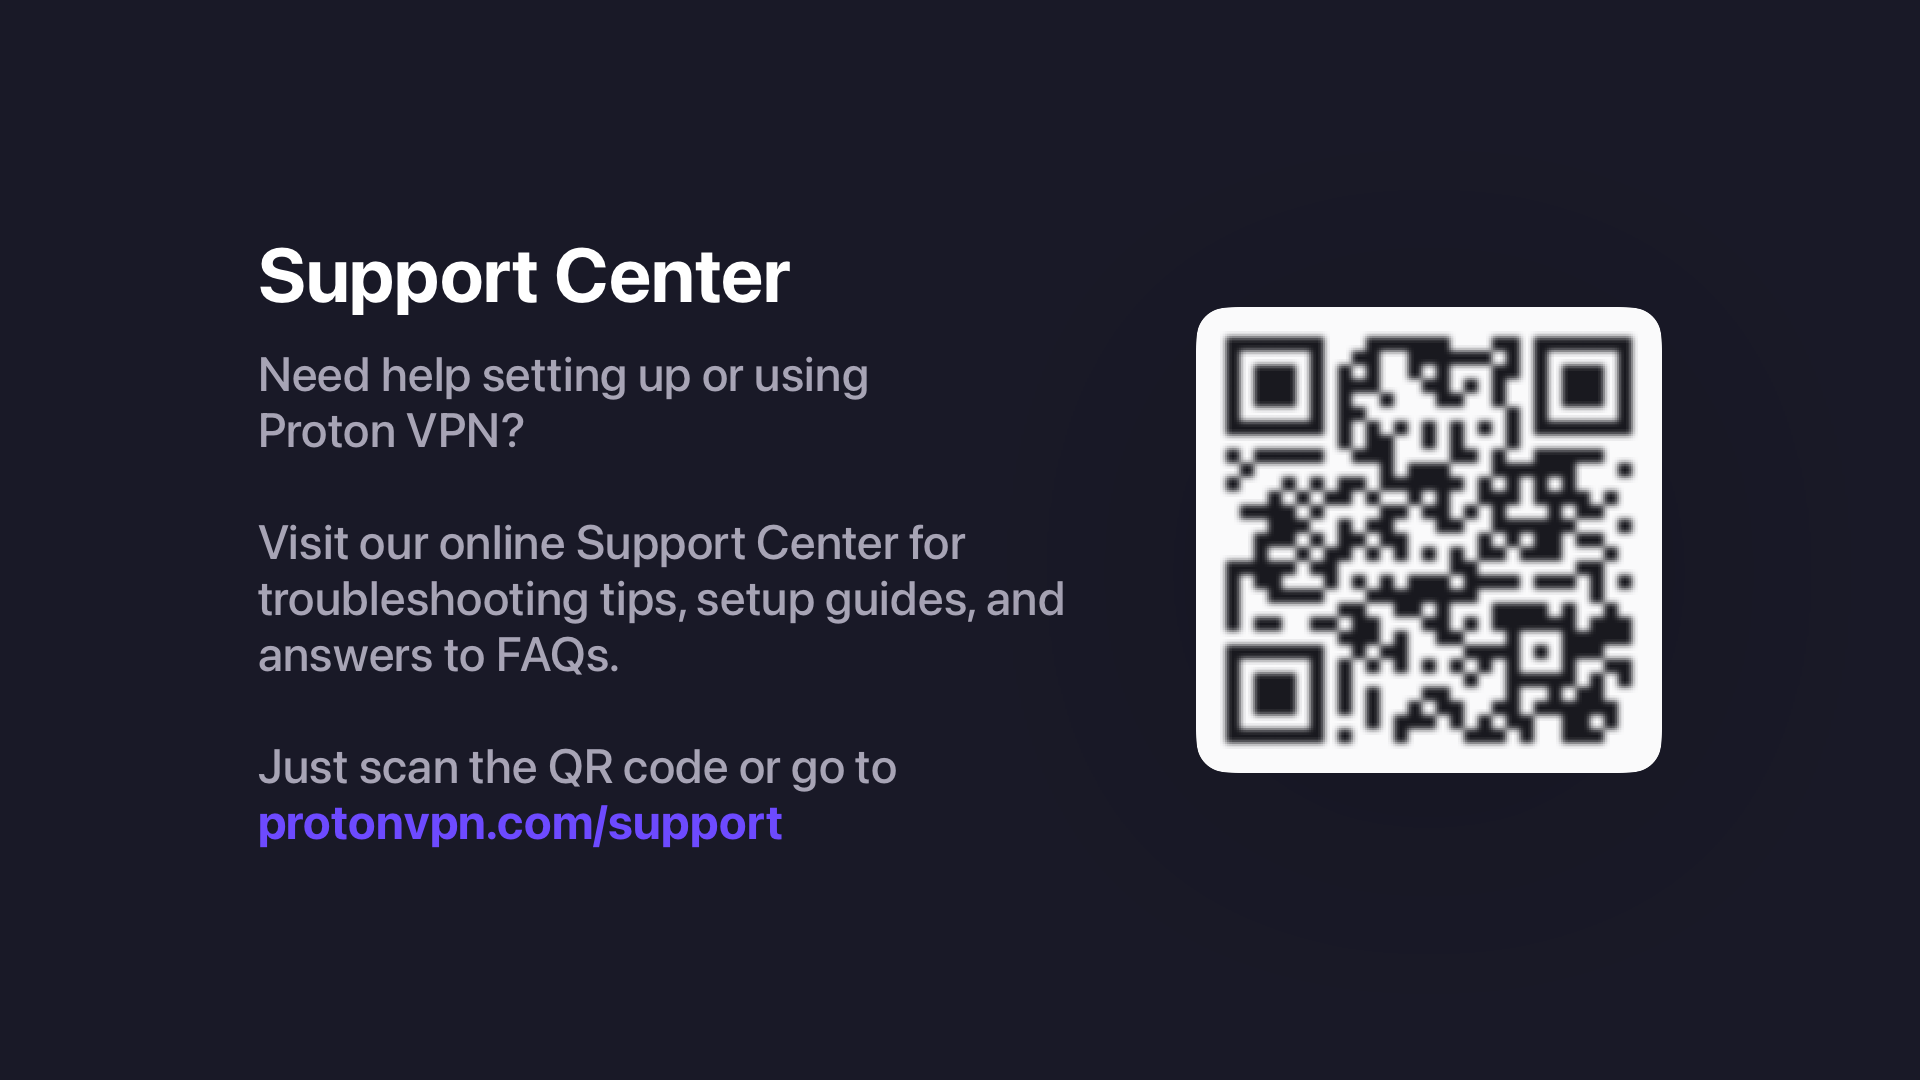 Support Center
Need help setting up or using
Proton VPN?
Visit our online Support Center for
troubleshooting tips, setup guides, and
answers to FAQs.
Just scan the QR code or go to
protonvpn.com/support